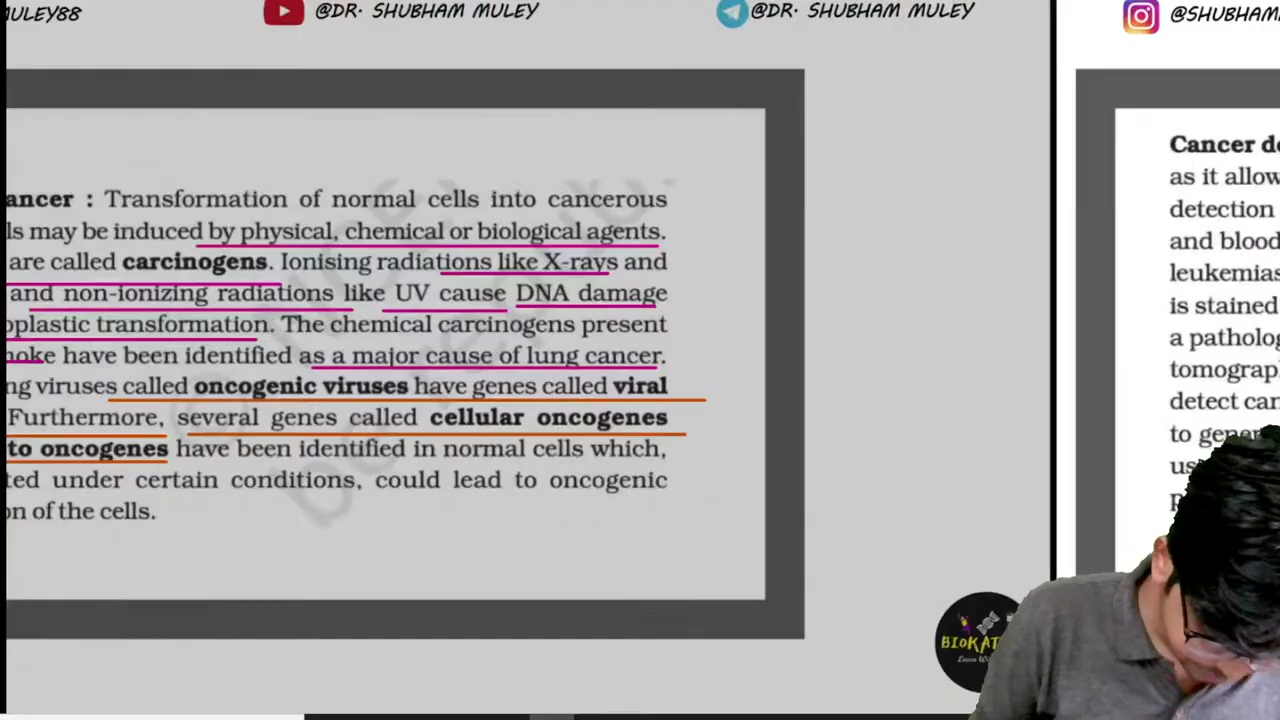 MULEY88
@DR. SHUBHAM MULEY
@DR. SHUBHAM MULEY
ancer : Transformation of normal cells into cancerous
ls may be induced by physical, chemical or biological agents.
are called carcinogens. Ionising radiations like X-rays and
and non-ionizing radiations like UV cause DNA damage
oplastic transformation. The chemical carcinogens present
noke have been identified as a major cause of lung cancer.
ng viruses called oncogenic viruses have genes called viral
Furthermore, several genes called cellular oncogenes
to oncogenes have been identified in normal cells which,
ted under certain conditions, could lead to oncogenic
on of the cells.
@SHUBHAM
Cancer de
as it allow
detection
and blood
leukemias
is stained
a patholog
tomograph
detect can
to gener
us
BIOKAT
Learn Wi